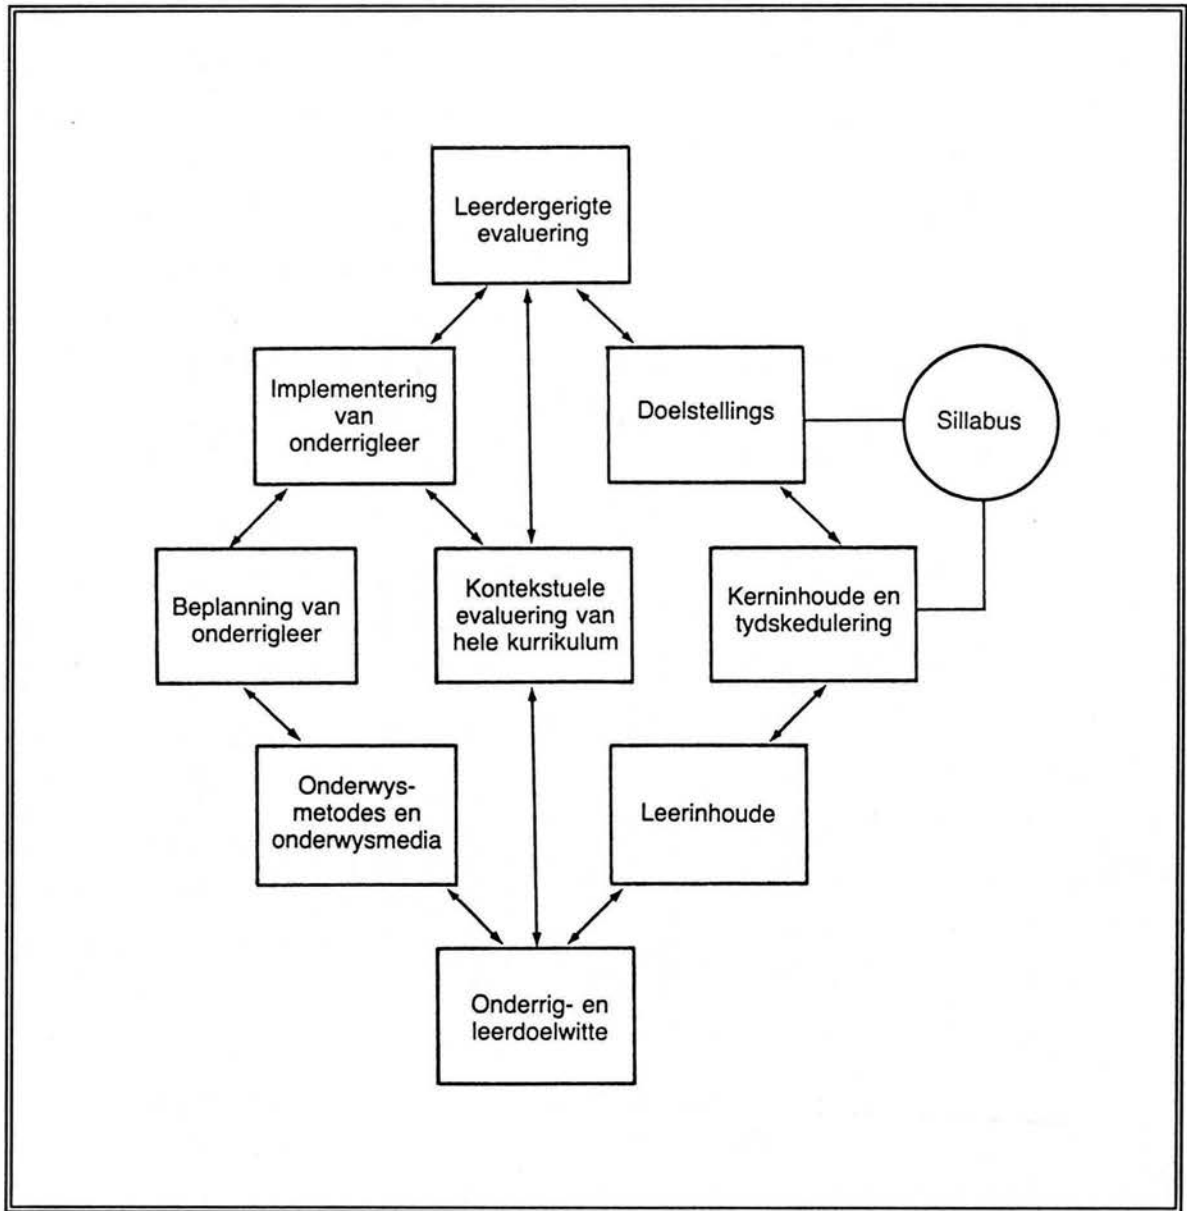 Leerdergerigte
evaluering
Implementering
van
onderrigleer
Doelstellings
Sillabus
Beplanning van
onderrigleer
Kontekstuele
evaluering van
hele kurrikulum
Kerninhoude en
tydskedulering
Onderwys-
metodes en
onderwysmedia
Leerinhoude
Onderrig- en
leerdoelwitte